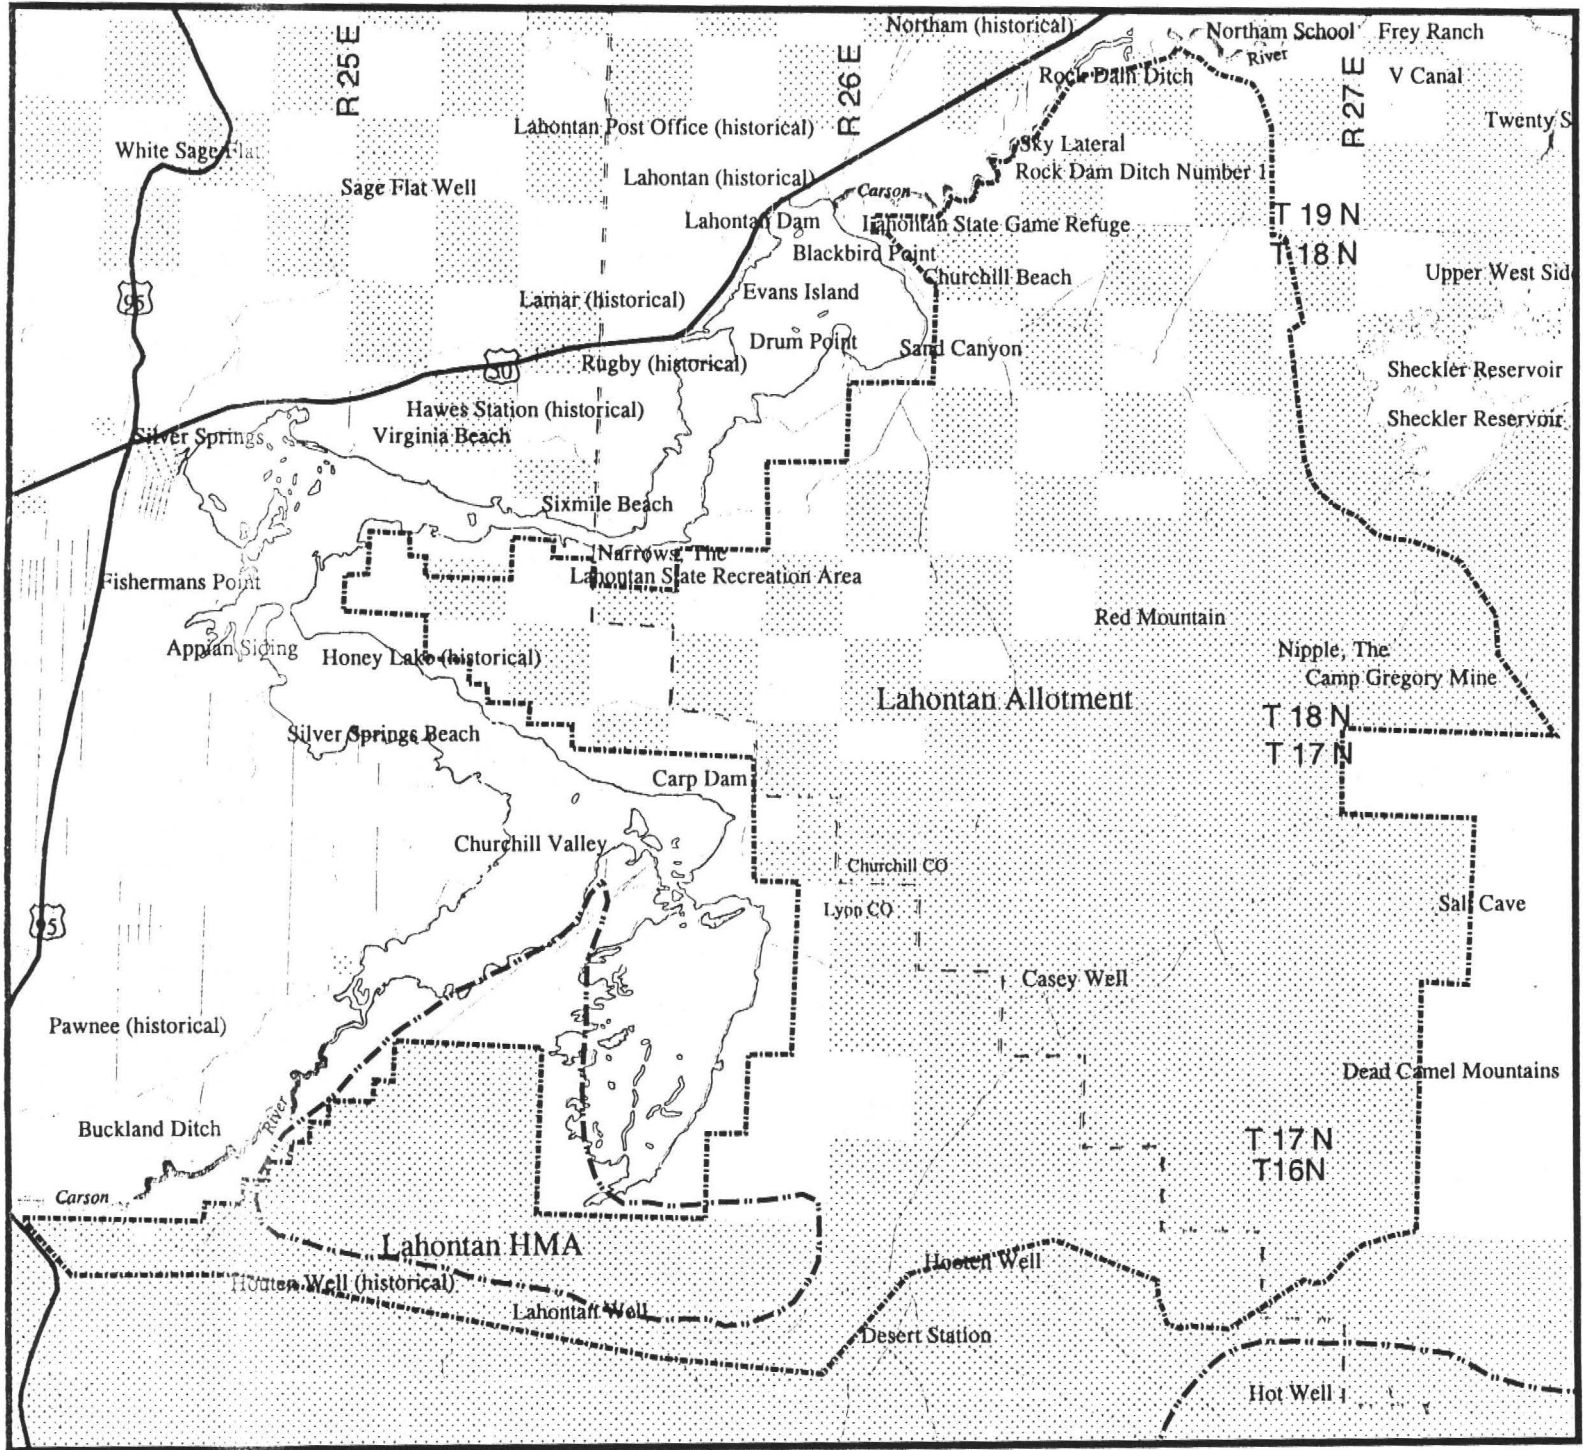 Northam (historical)
Northam School
Frey Ranch
River
R 25 E
R 26 E
R 27 E
Rock Dam Ditch
V Canal
Lahontan Post Office (historical)
Twenty S
White Sage Flat
Sky Lateral
Rock Dam Ditch Number 1
Sage Flat Well
Lahontan (historical)
Carson
Lahontan Dam
Lahontan State Game Refuge
T 19 N
T 18 N
Blackbird Point
Churchill Beach
Upper West Sid
95
Lamar (historical)
Evans Island
Drum Point
Sand Canyon
50
Rugby (historical)
Sheckler Reservoir
Hawes Station (historical)
Sheckler Reservoir
Silver Springs
Virginia Beach
Sixmile Beach
Narrows, The
Fishermans Point
Lahontan State Recreation Area
Red Mountain
Appian Siding
Honey Lake (historical)
Nipple, The
Camp Gregory Mine
Lahontan Allotment
T 18 N
T 17 N
Silver Springs Beach
Carp Dam
Churchill Valley
Churchill CO
Lyon CO
Salt Cave
95
Casey Well
Pawnee (historical)
Dead Camel Mountains
River
Buckland Ditch
T 17 N
T16N
Carson
Lahontan HMA
Hooten Well
Houten Well (historical)
Lahontan Well
Desert Station
Hot Well